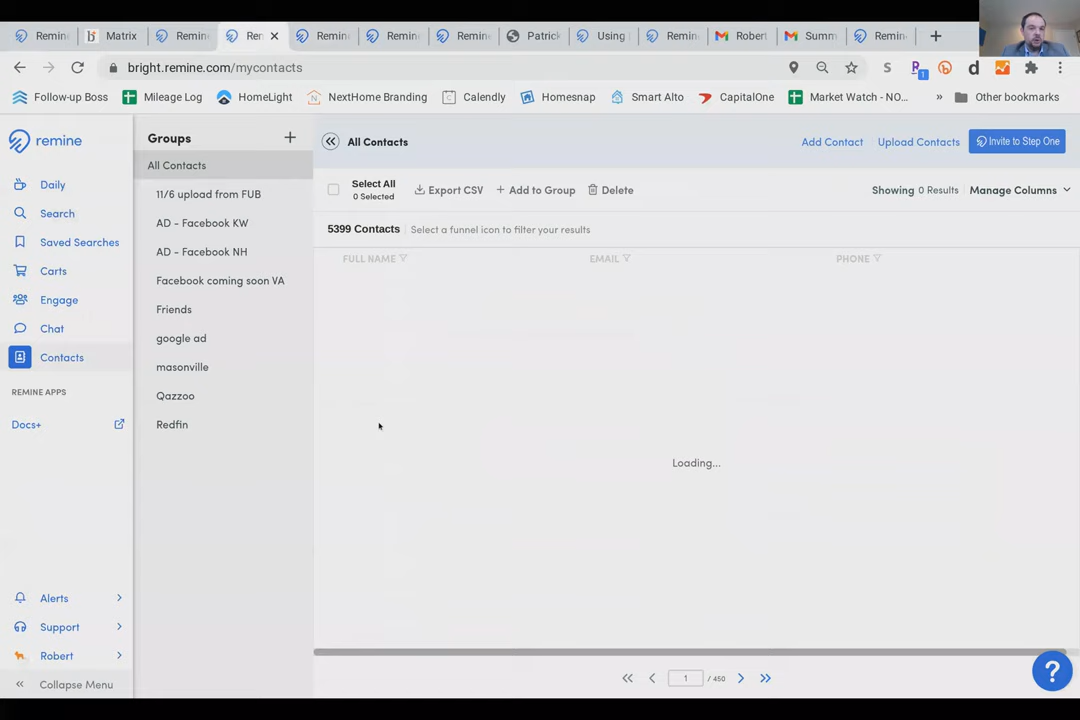 Remin
Matrix
Remin
Rem
Remin
Remin
Remin
Patrick
Using
Remin
Robert
Summ
Remin
bright.remine.com/mycontacts
S
R
1
d
Follow-up Boss
Mileage Log
HomeLight
NextHome Branding
Calendly
Homesnap
Smart Alto
CapitalOne
Market Watch - NO...
»
Other bookmarks
remine
Groups
All Contacts
Add Contact
Upload Contacts
Invite to Step One
All Contacts
Daily
11/6 upload from FUB
Select All
0 Selected
Export CSV
Add to Group
Delete
Showing 0 Results
Manage Columns
Search
AD - Facebook KW
5399 Contacts
Select a funnel icon to filter your results
Saved Searches
AD - Facebook NH
FULL NAME
EMAIL
PHONE
Carts
Facebook coming soon VA
Engage
Friends
Chat
google ad
Contacts
masonville
REMINE APPS
Qazzoo
Docs+
Redfin
Loading...
Alerts
Support
Robert
Collapse Menu
1
/ 450
?